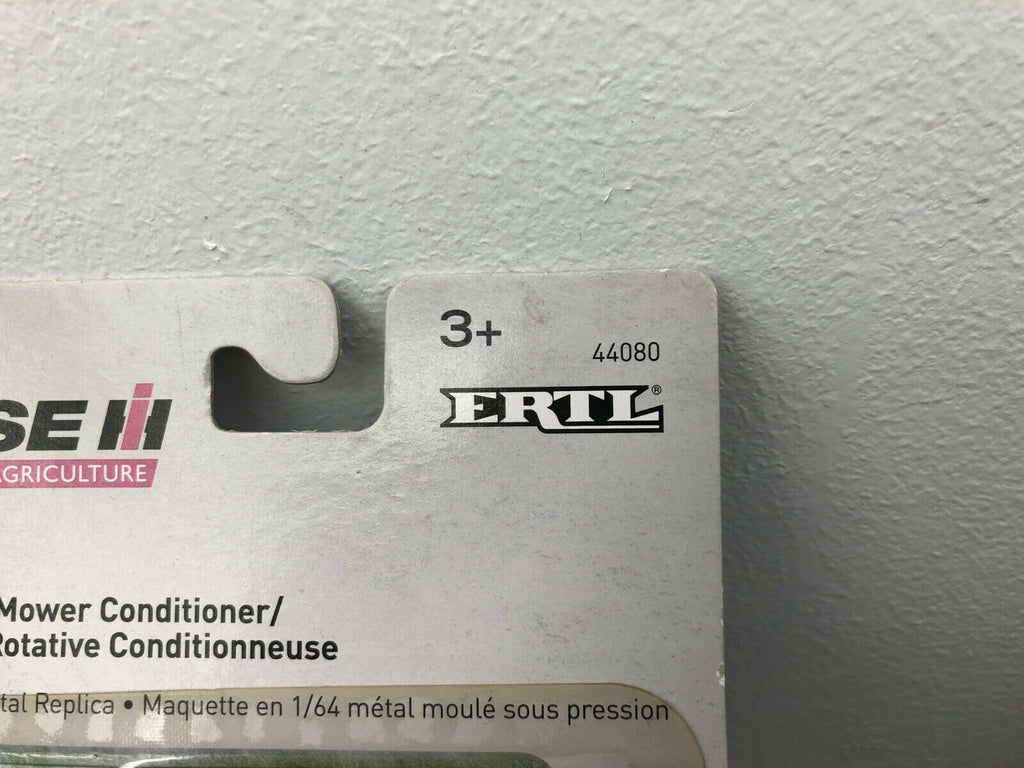 3+
44080
ERTL®
SE IH
AGRICULTURE
Mower Conditioner/
Rotative Conditionneuse
tal Replica • Maquette en 1/64 métal moulé sous pression